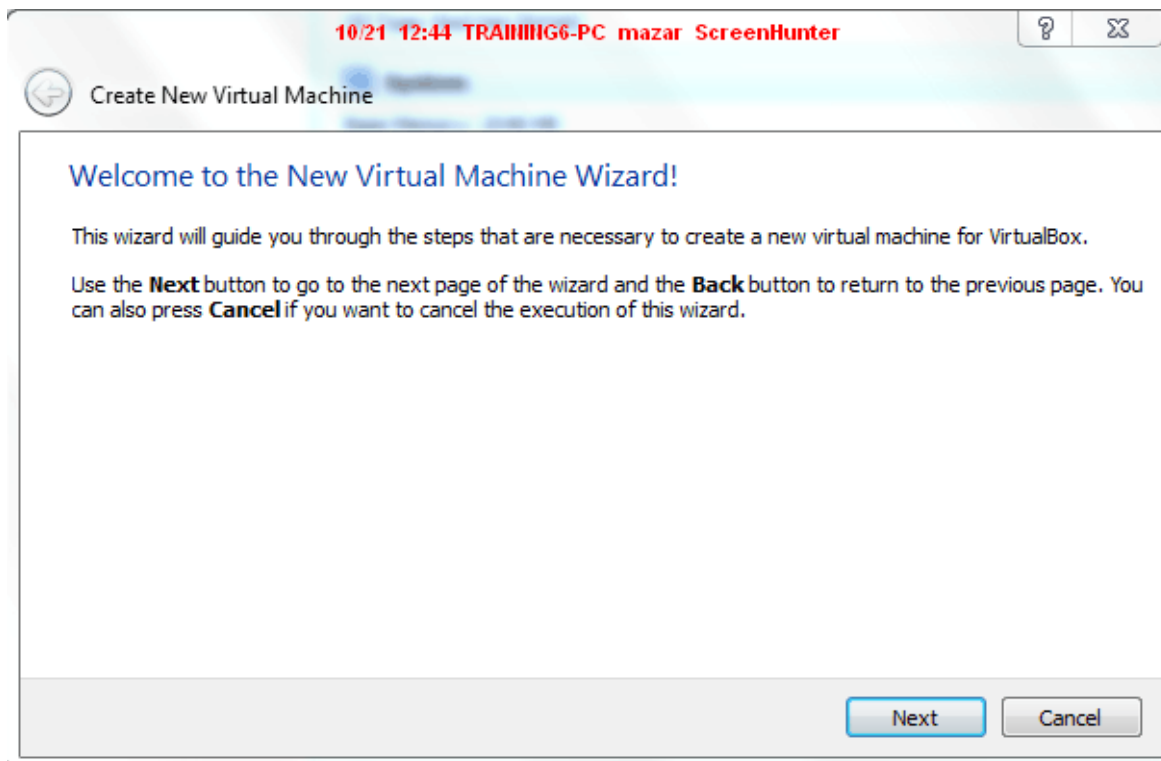 10/21 12:44 TRAINING6-PC mazar ScreenHunter
Create New Virtual Machine
Welcome to the New Virtual Machine Wizard!
This wizard will guide you through the steps that are necessary to create a new virtual machine for VirtualBox.
Use the Next button to go to the next page of the wizard and the Back button to return to the previous page. You
can also press Cancel if you want to cancel the execution of this wizard.
Next Cancel